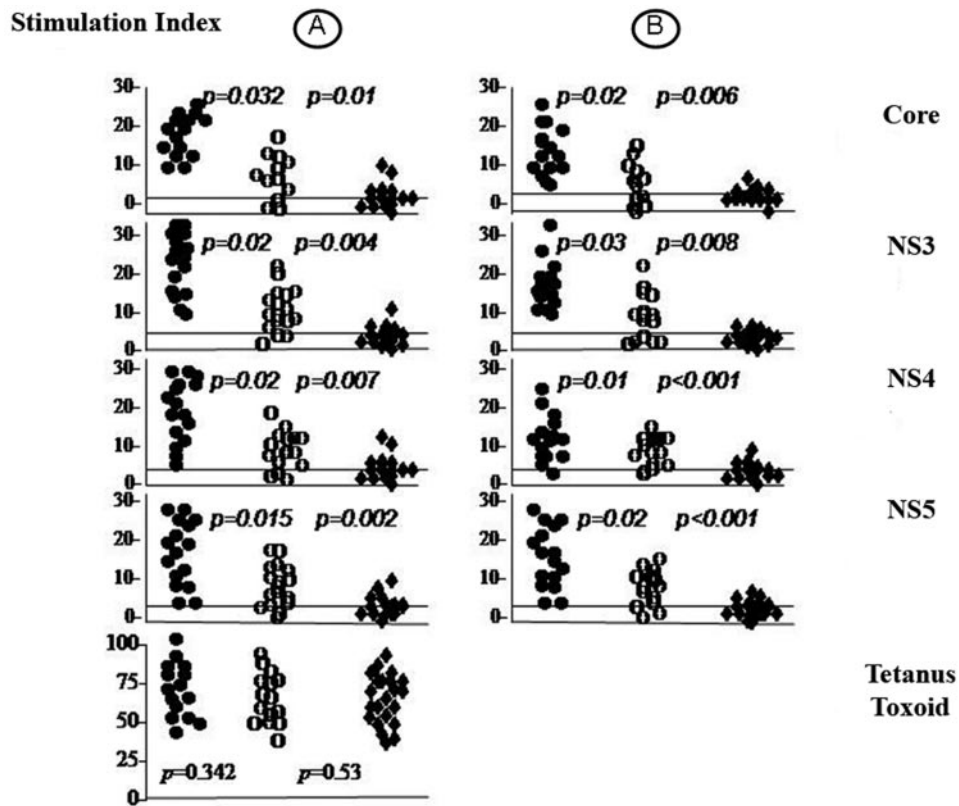 Stimulation Index
A
B
30
20
10
0
p=0.032 p=0.01
30
20
10
0
p=0.02 p=0.006
Core
30
20
10
0
p=0.02 p=0.004
30
20
10
0
p=0.03 p=0.008
NS3
30
20
10
0
p=0.02 p=0.007
30
20
10
0
p=0.01 p<0.001
NS4
30
20
10
0
p=0.015 p=0.002
30
20
10
0
p=0.02 p<0.001
NS5
100
75
50
25
0
p=0.342 p=0.53
Tetanus
Toxoid